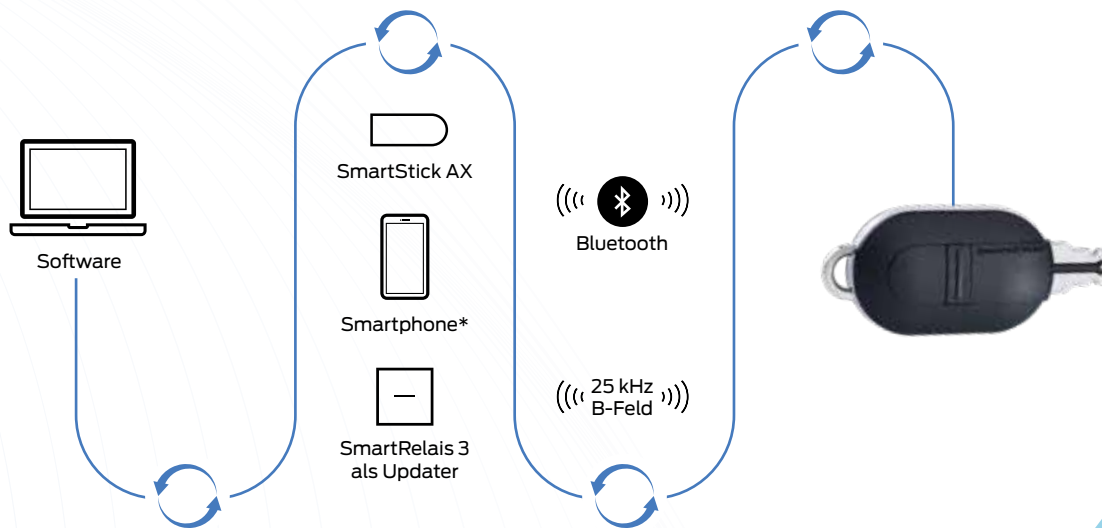 Software
SmartStick AX
Smartphone*
SmartRelais 3
als Updater
Bluetooth
25 kHz
B-Feld